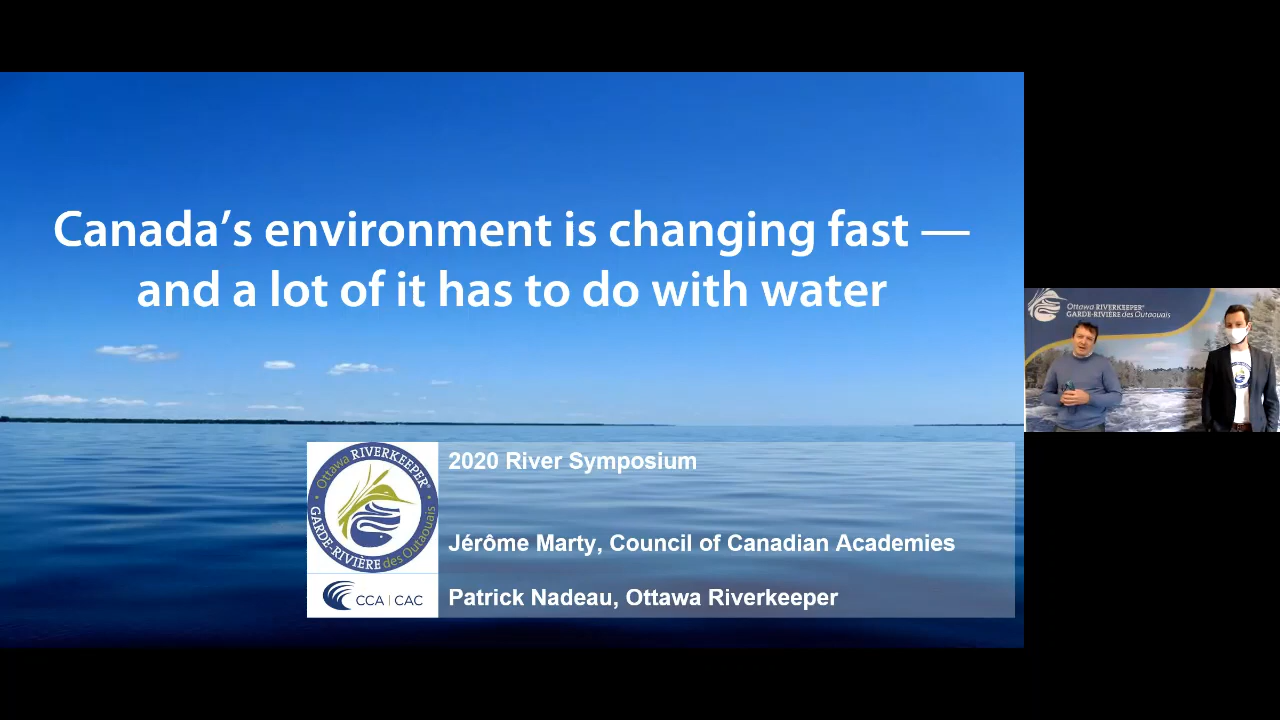 Canada's environment is changing fast —
and a lot of it has to do with water
2020 River Symposium
Jérôme Marty, Council of Canadian Academies
Patrick Nadeau, Ottawa Riverkeeper
Ottawa RIVERKEEPER®
GARDE-RIVIÈRE des Outaouais
CCA | CAC
Ottawa RIVERKEEPER®
GARDE-RIVIÈRE des Outaouais